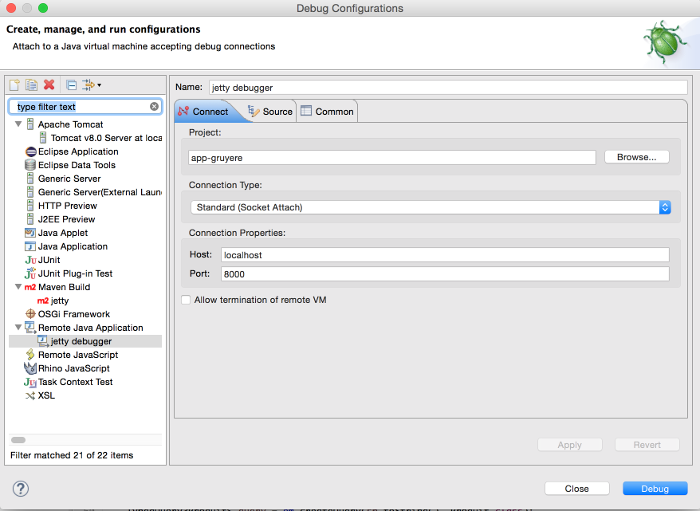 Debug Configurations
Create, manage, and run configurations
Attach to a Java virtual machine accepting debug connections
type filter text
Apache Tomcat
Tomcat v8.0 Server at loca
Eclipse Application
Eclipse Data Tools
Generic Server
Generic Server(External Laun
HTTP Preview
J2EE Preview
Java Applet
Java Application
JU JUnit
JUnit Plug-in Test
m2 Maven Build
m2 jetty
OSGi Framework
Remote Java Application
jetty debugger
Remote JavaScript
Rhino JavaScript
Ju Task Context Test
XSL
Filter matched 21 of 22 items
Name: jetty debugger
Connect Source Common
Project:
app-gruyere Browse...
Connection Type:
Standard (Socket Attach)
Connection Properties:
Host: localhost
Port: 8000
Allow termination of remote VM
Apply Revert
? Close Debug